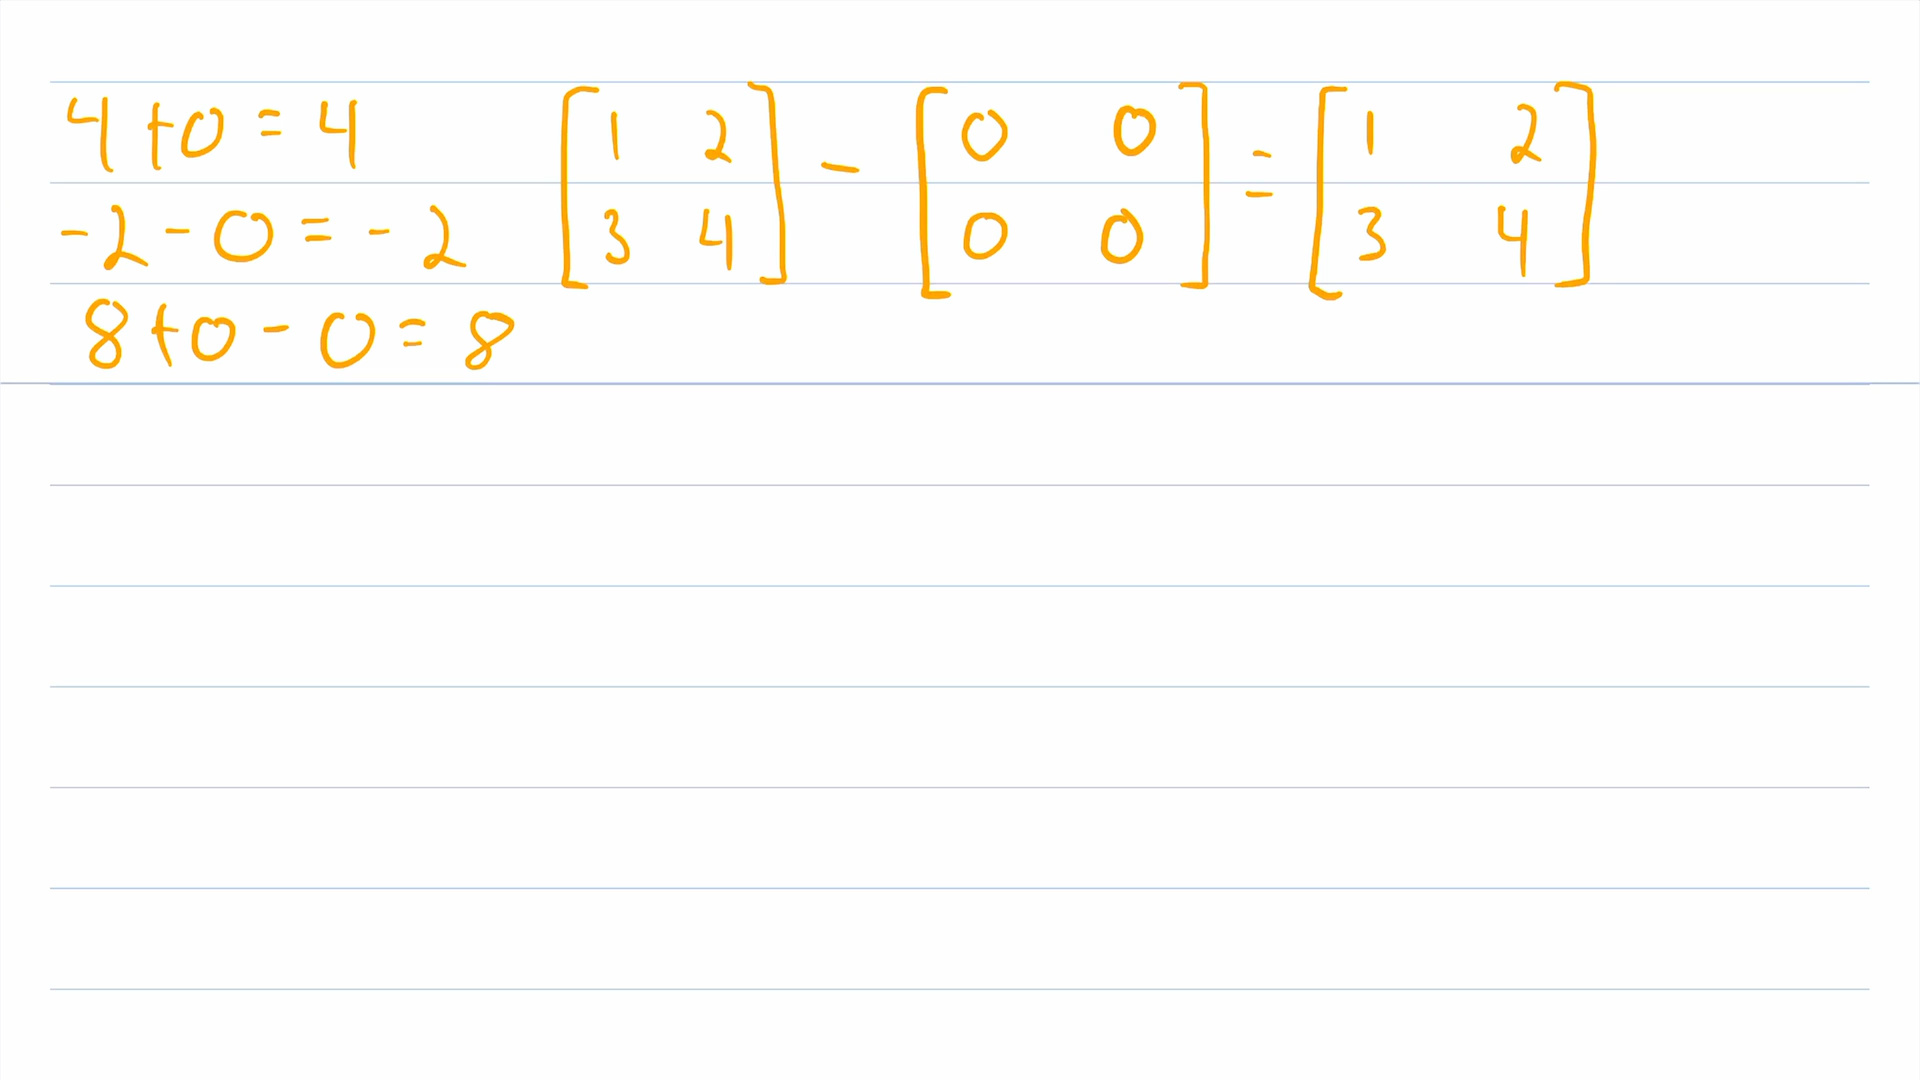 4+0=4
-2-0=-2
8+0-0=8
[1 2
3 4] - [0 0
0 0] = [1 2
3 4]